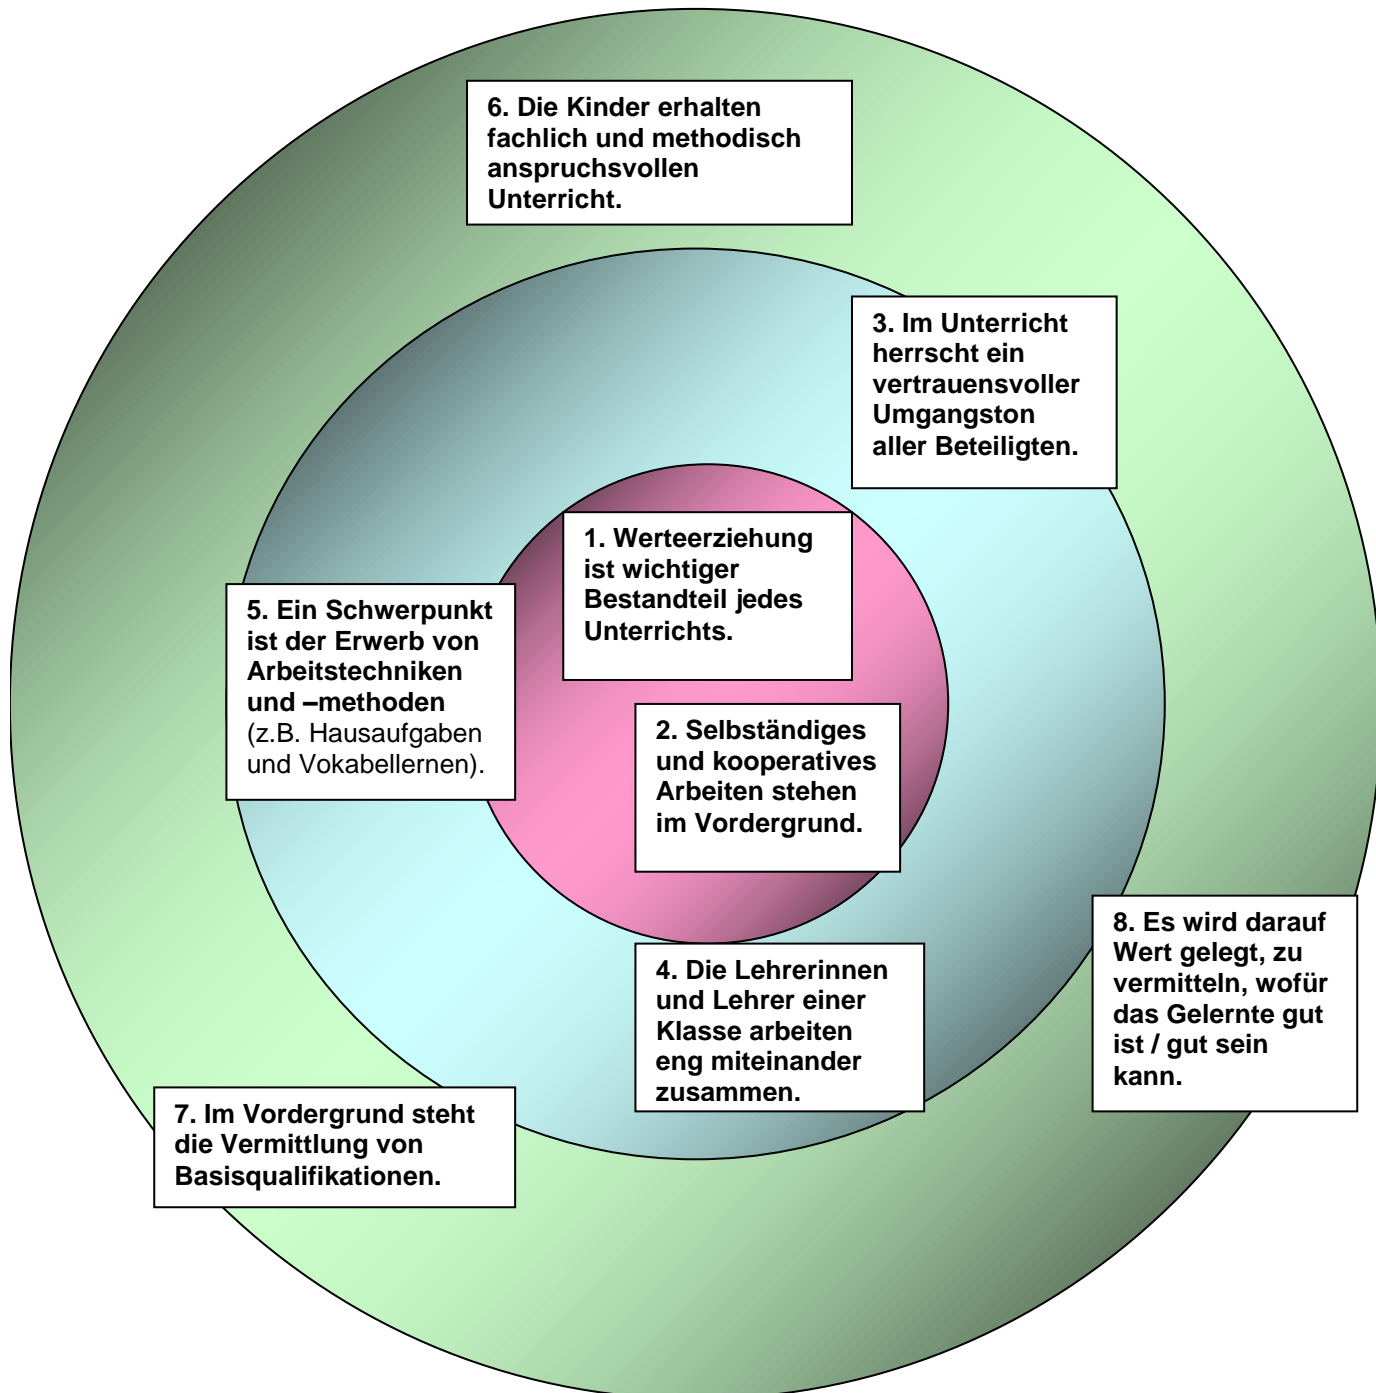 6. Die Kinder erhalten
fachlich und methodisch
anspruchsvollen
Unterricht.
3. Im Unterricht
herrscht ein
vertrauensvoller
Umgangston
aller Beteiligten.
1. Werteerziehung
ist wichtiger
Bestandteil jedes
Unterrichts.
5. Ein Schwerpunkt
ist der Erwerb von
Arbeitstechniken
und –methoden
(z.B. Hausaufgaben
und Vokabellernen).
2. Selbständiges
und kooperatives
Arbeiten stehen
im Vordergrund.
4. Die Lehrerinnen
und Lehrer einer
Klasse arbeiten
eng miteinander
zusammen.
8. Es wird darauf
Wert gelegt, zu
vermitteln, wofür
das Gelernte gut
ist / gut sein
kann.
7. Im Vordergrund steht
die Vermittlung von
Basisqualifikationen.